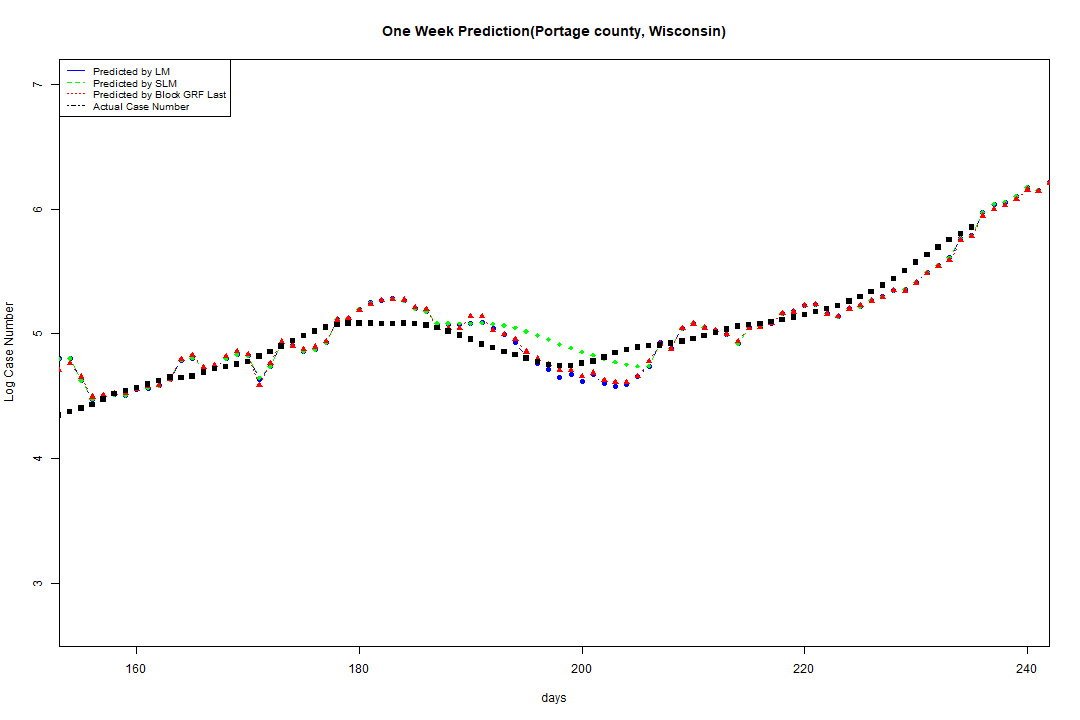 One Week Prediction(Portage county, Wisconsin)
Predicted by LM
Predicted by SLM
Predicted by Block GRF Last
Actual Case Number
7
6
5
4
3
Log Case Number
160
180
200
220
240
days